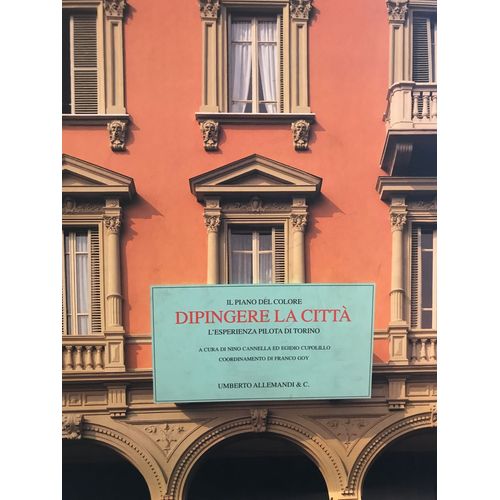 IL PIANO DEL COLORE
DIPINGERE LA CITTÀ
L'ESPERIENZA PILOTA DI TORINO
A CURA DI NINO CANNELLA ED EGIDIO CUPOLILLO
COORDINAMENTO DI FRANCO GOY
UMBERTO ALLEMANDI & C.